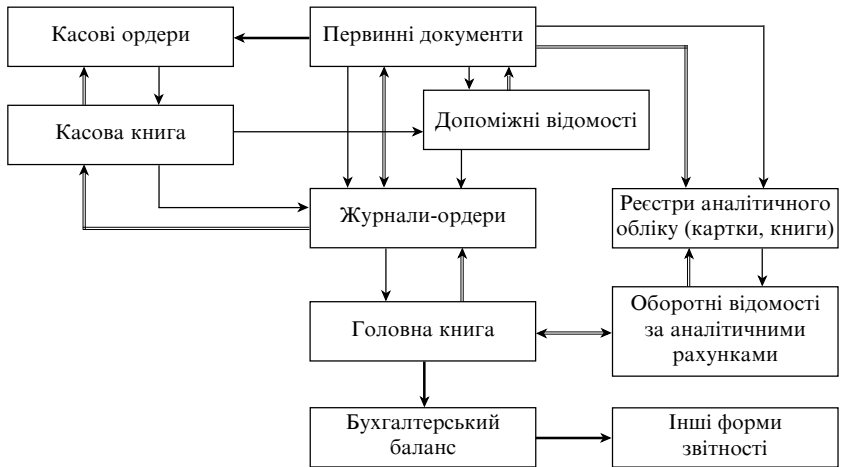 Касові ордери
Первинні документи
Касова книга
Допоміжні відомості
Журнали-ордери
Реєстри аналітичного
обліку (картки, книги)
Головна книга
Оборотні відомості
за аналітичними
рахунками
Бухгалтерський
баланс
Інші форми
звітності